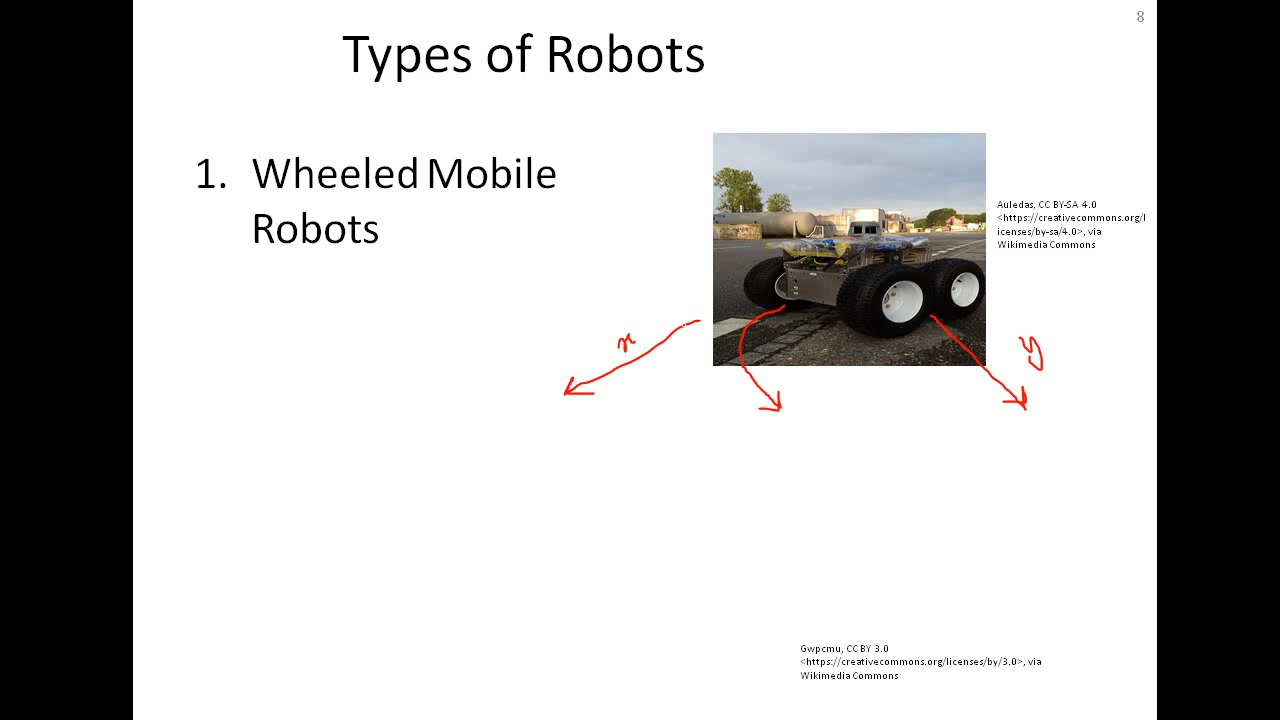 8
Types of Robots
1. Wheeled Mobile
Robots
Auledas, CC BY-SA 4.0
<https://creativecommons.org/l
icenses/by-sa/4.0>, via
Wikimedia Commons
x
y
Gwpcmu, CC BY 3.0
<https://creativecommons.org/licenses/by/3.0>, via
Wikimedia Commons